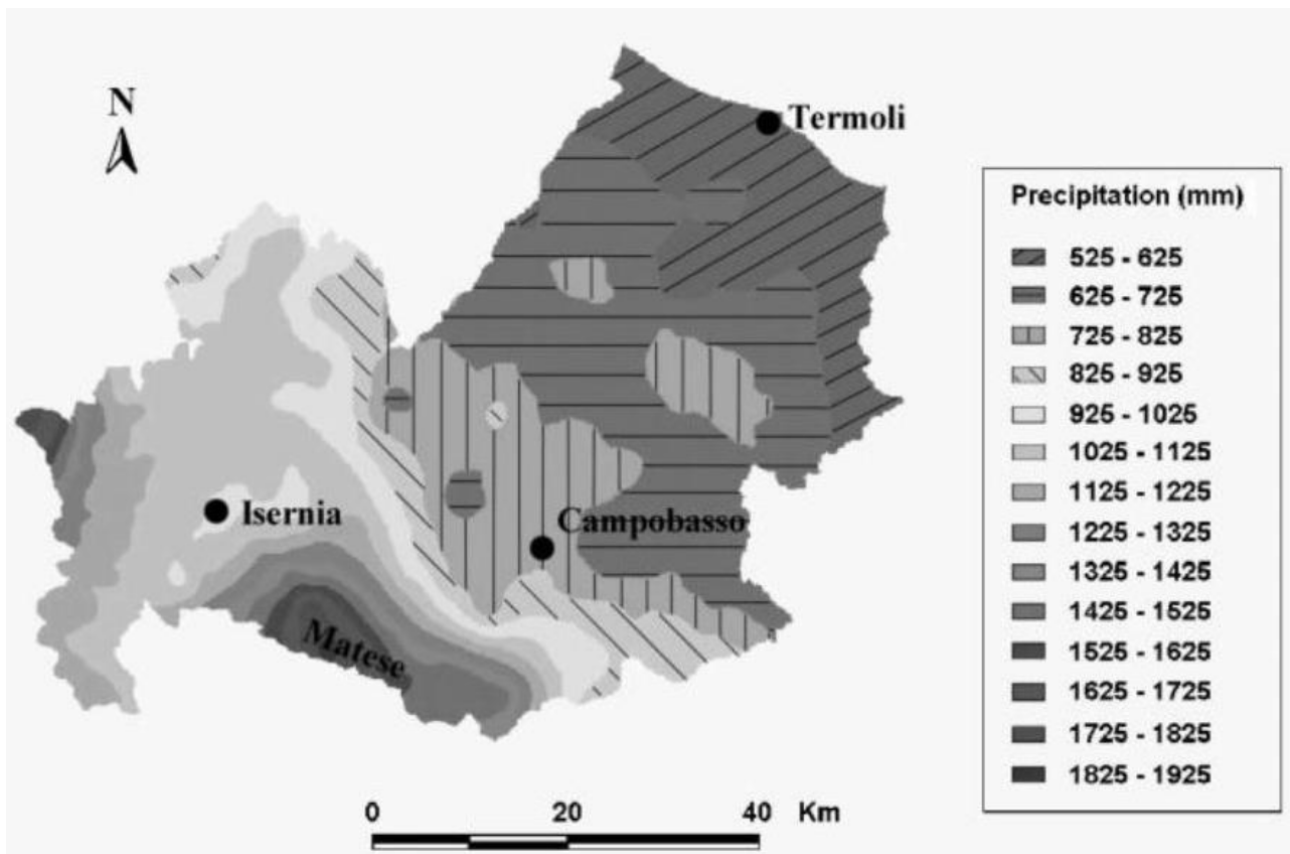 N
Termoli
Isernia
Campobasso
Matese
Precipitation (mm)
525 - 625
625 - 725
725 - 825
825 - 925
925 - 1025
1025 - 1125
1125 - 1225
1225 - 1325
1325 - 1425
1425 - 1525
1525 - 1625
1625 - 1725
1725 - 1825
1825 - 1925
0 20 40 Km